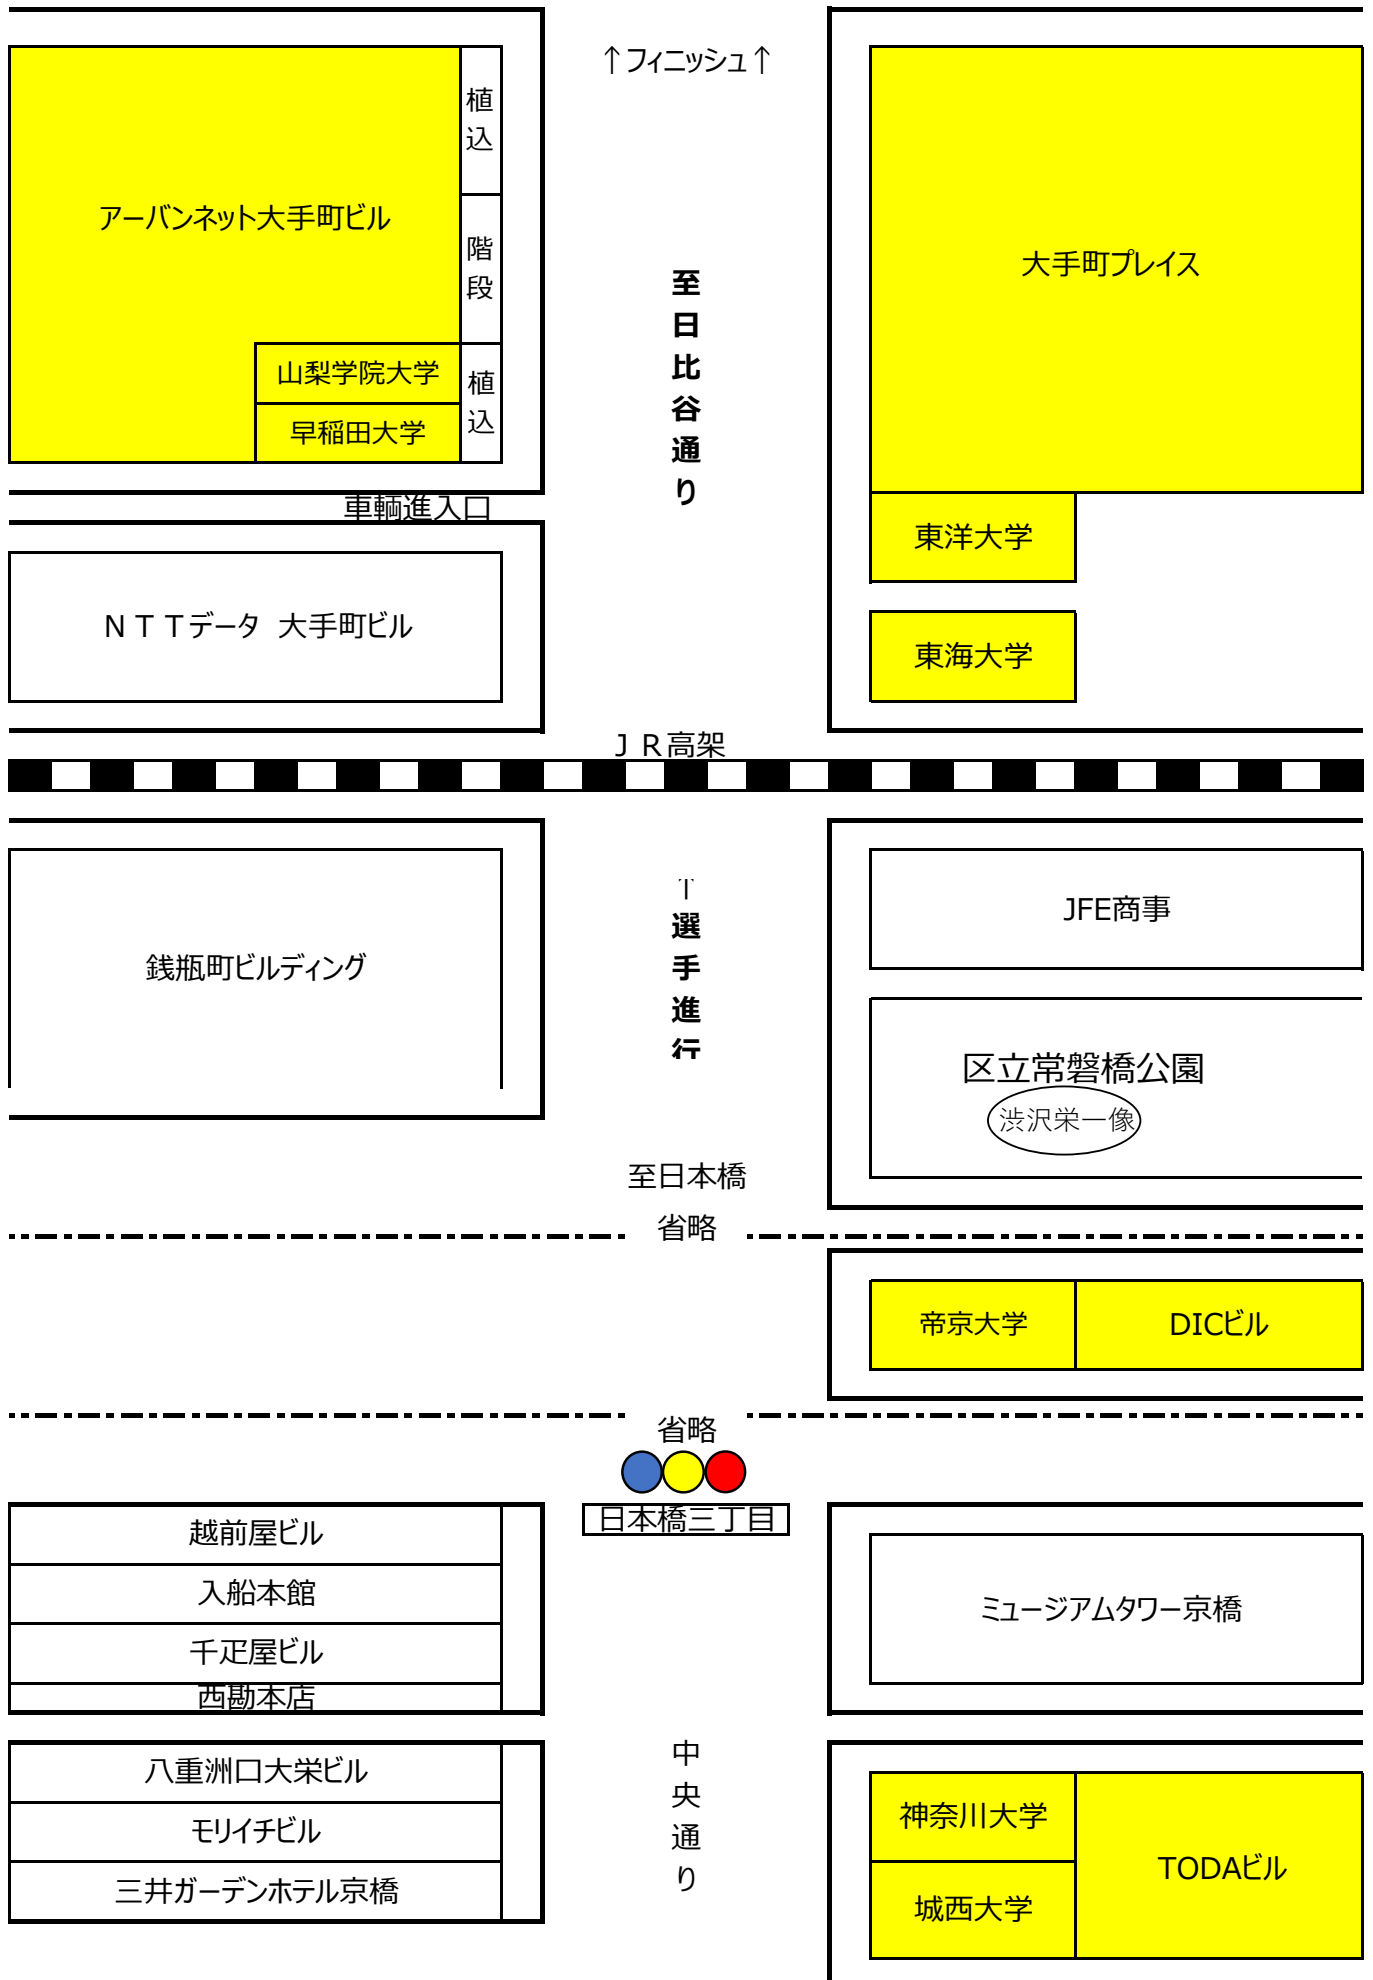 ↑フィニッシュ↑
植込
アーバンネット大手町ビル
階段
大手町プレイス
至日比谷通り
山梨学院大学
植込
早稲田大学
車輌進入口
東洋大学
ＮＴＴデータ 大手町ビル
東海大学
ＪＲ高架
↑選手進行
JFE商事
銭瓶町ビルディング
区立常磐橋公園
渋沢栄一像
至日本橋
省略
帝京大学
DICビル
省略
日本橋三丁目
越前屋ビル
入船本館
千疋屋ビル
西勘本店
ミュージアムタワー京橋
八重洲口大栄ビル
モリイチビル
三井ガーデンホテル京橋
中央通り
神奈川大学
城西大学
TODAビル